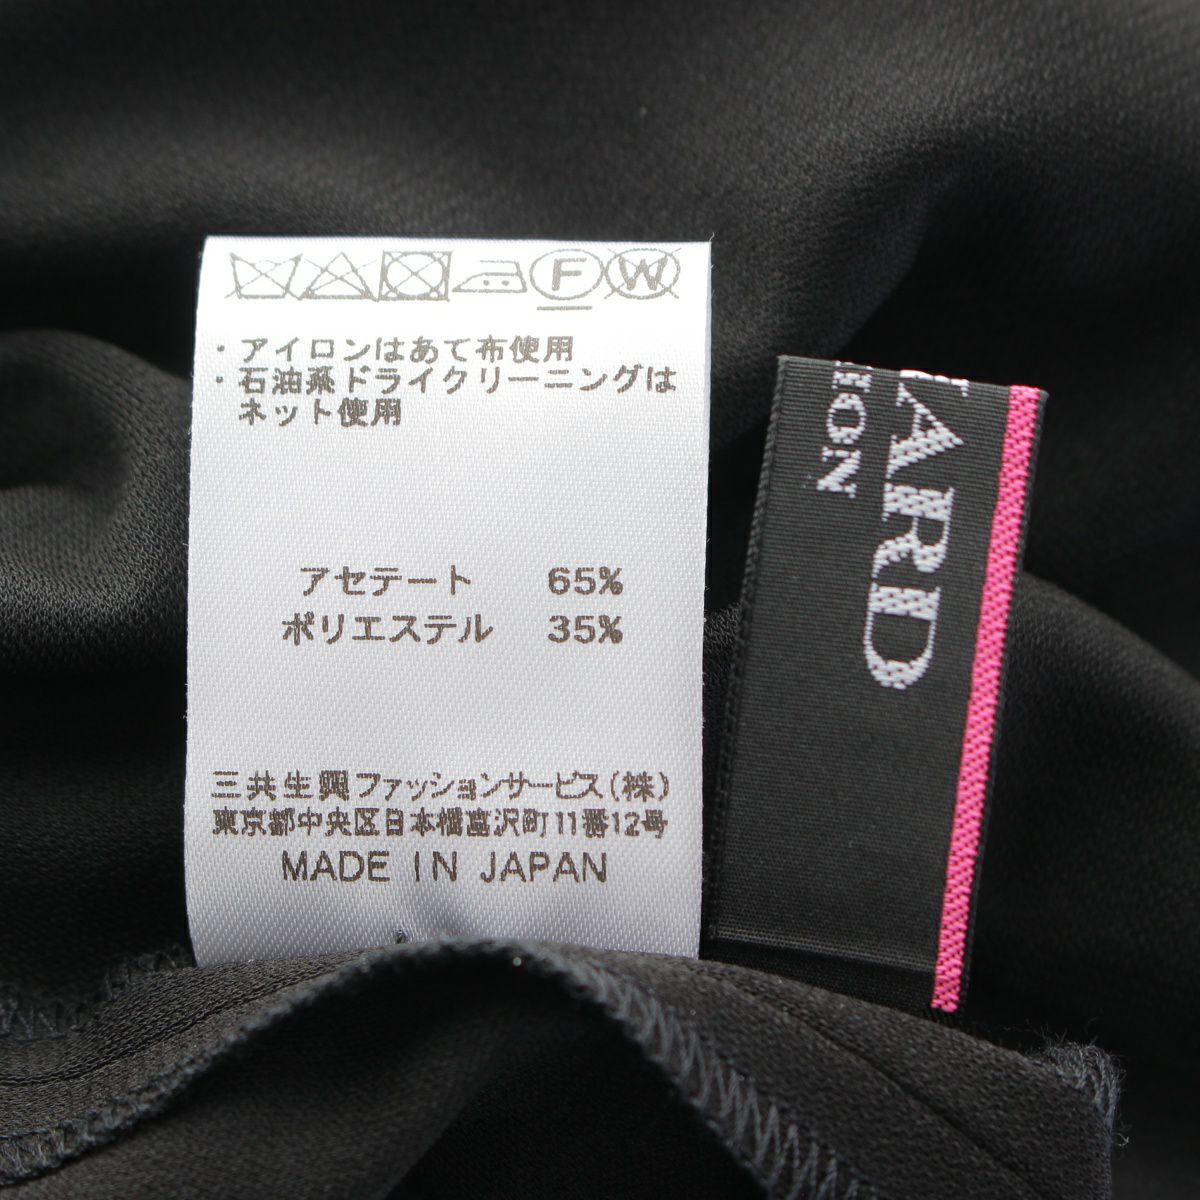 F W
・アイロンはあて布使用
・石油系ドライクリーニングは
ネット使用
アセテート 65%
ポリエステル 35%
三共生興ファッションサービス(株)
東京都中央区日本橋富沢町11番12号
MADE IN JAPAN
ARD
ION